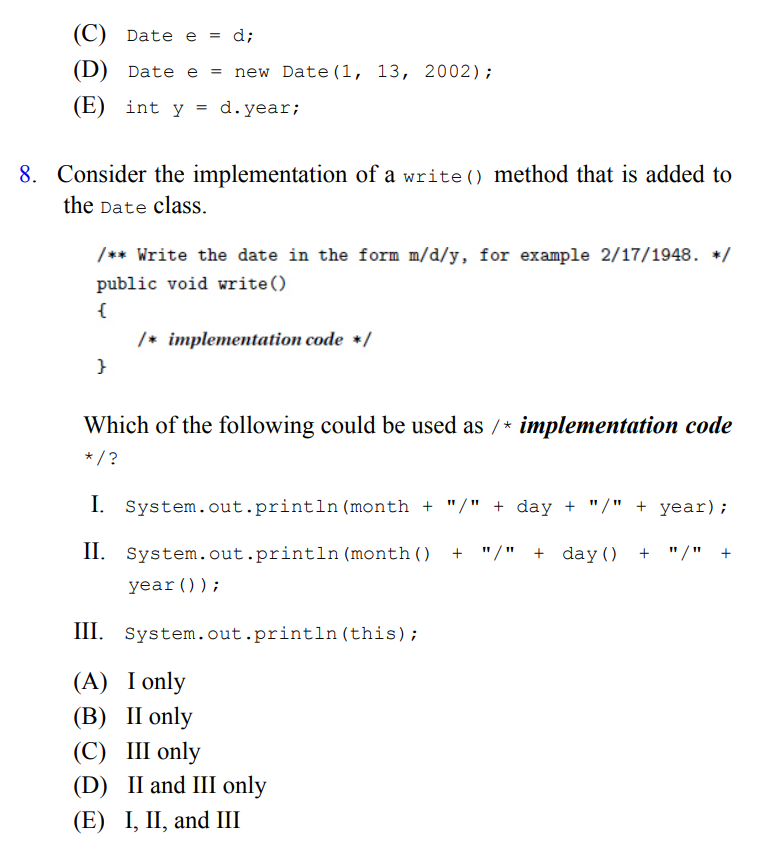 (C) Date e = d;
(D) Date e = new Date(1, 13, 2002);
(E) int y = d.year;
8. Consider the implementation of a write() method that is added to
the Date class.
/** Write the date in the form m/d/y, for example 2/17/1948. */
public void write()
{
/* implementation code */
}
Which of the following could be used as /* implementation code
*/?
I. System.out.println(month + "/" + day + "/" + year);
II. System.out.println(month() + "/" + day() + "/" +
year());
III. System.out.println(this);
(A) I only
(B) II only
(C) III only
(D) II and III only
(E) I, II, and III